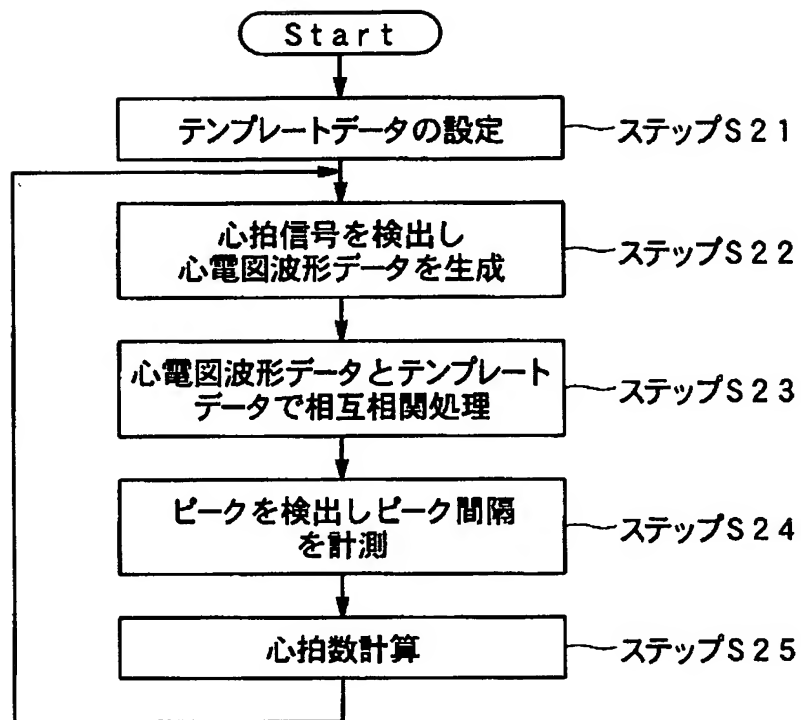 Start
テンプレートデータの設定
ステップS21
心拍信号を検出し
心電図波形データを生成
ステップS22
心電図波形データとテンプレート
データで相互相関処理
ステップS23
ピークを検出しピーク間隔
を計測
ステップS24
心拍数計算
ステップS25